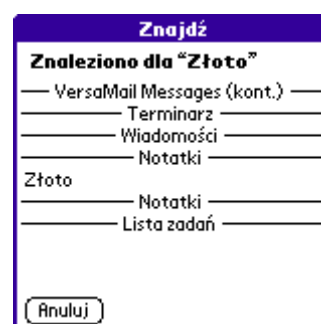 Znajdź
Znaleziono dla “Złoto”
VersaMail Messages (kont.)
Terminarz
Wiadomości
Notatki
Złoto
Notatki
Lista zadań
Anuluj